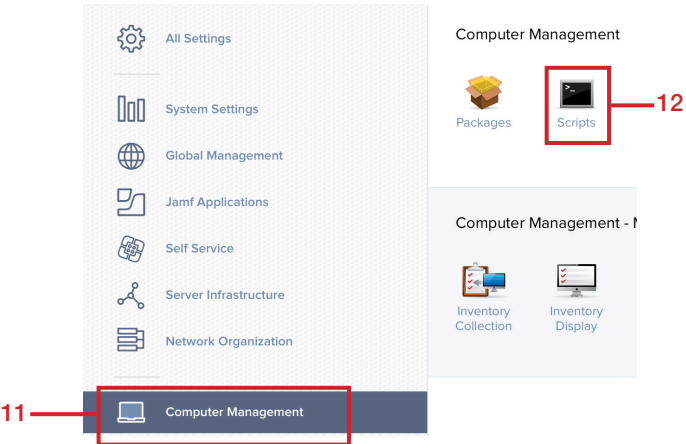 All Settings
System Settings
Global Management
Jamf Applications
Self Service
Server Infrastructure
Network Organization
11
Computer Management
Computer Management
Packages
>_
Scripts
12
Computer Management -
Inventory
Collection
Inventory
Display